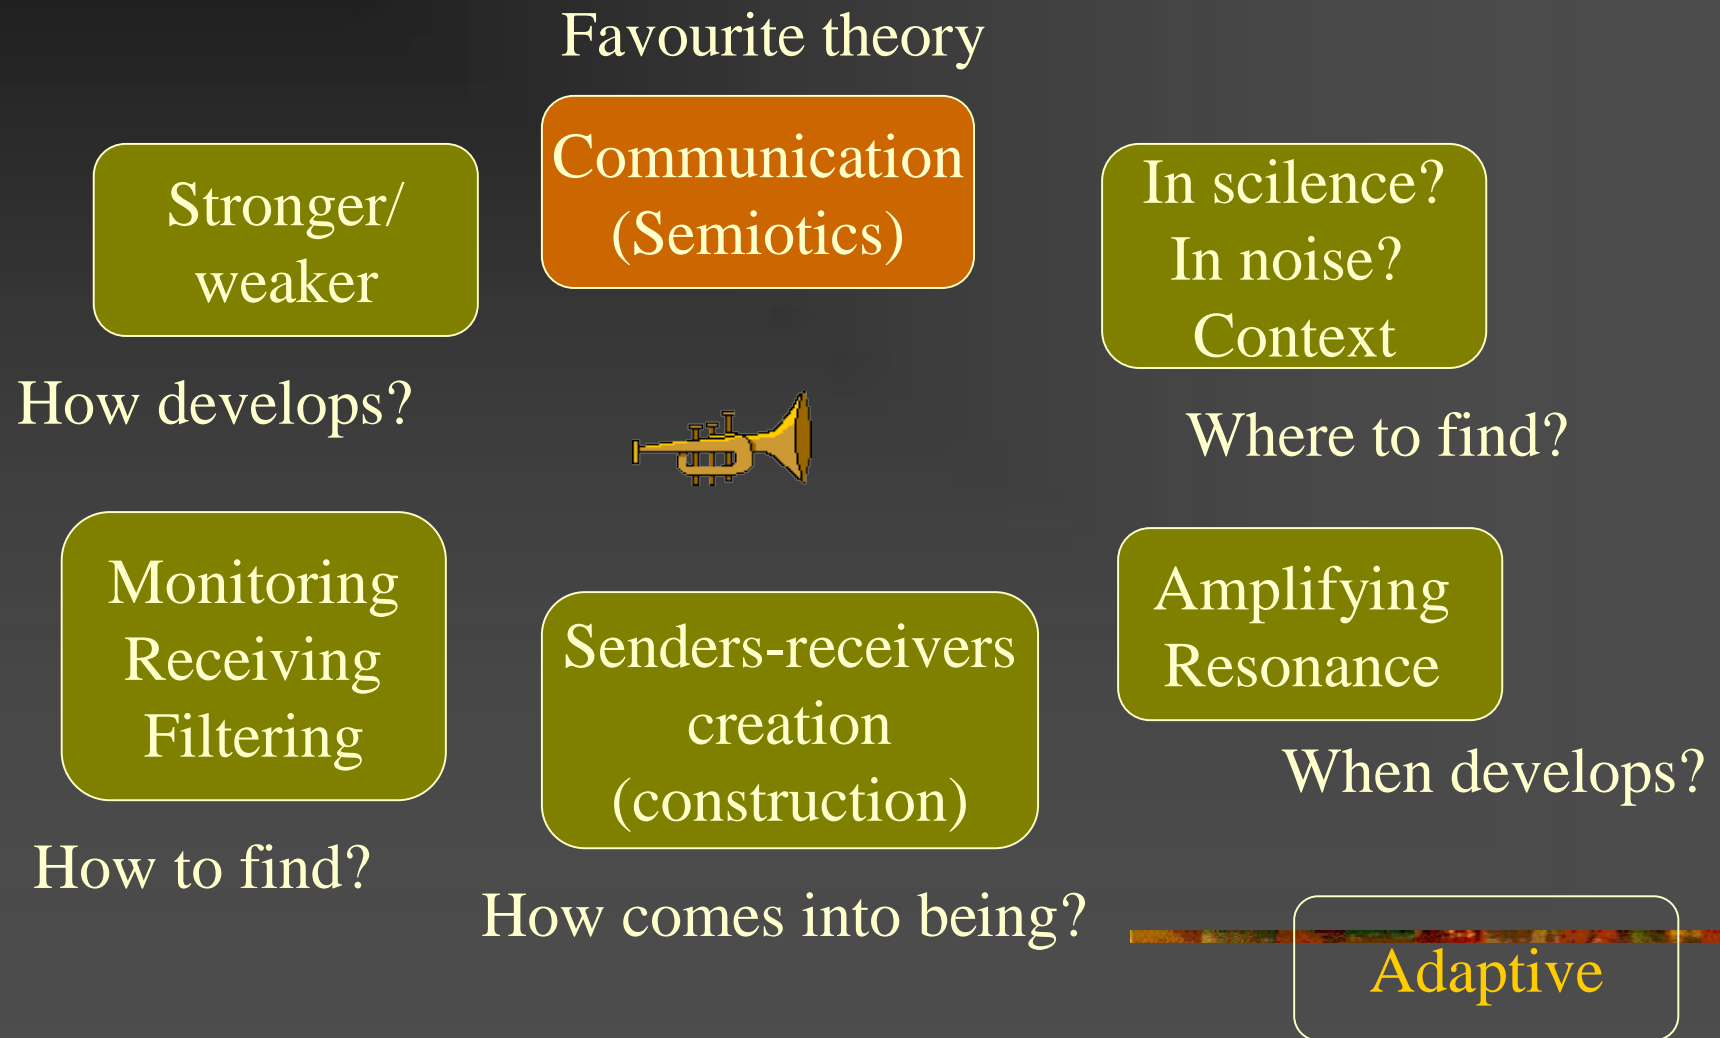 Favourite theory
Communication
(Semiotics)
Stronger/
weaker
How develops?
In scilence?
In noise?
Context
Where to find?
Monitoring
Receiving
Filtering
How to find?
Senders-receivers
creation
(construction)
How comes into being?
Amplifying
Resonance
When develops?
Adaptive